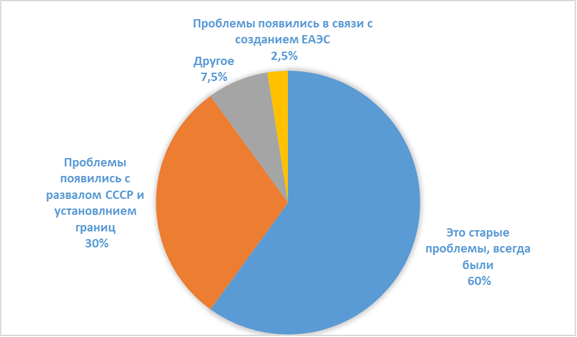 Проблемы появились в связи с
созданием ЕАЭС
2,5%
Другое
7,5%
Проблемы
появились с
развалом СССР и
установлнием
границ
30%
Это старые
проблемы, всегда
были
60%